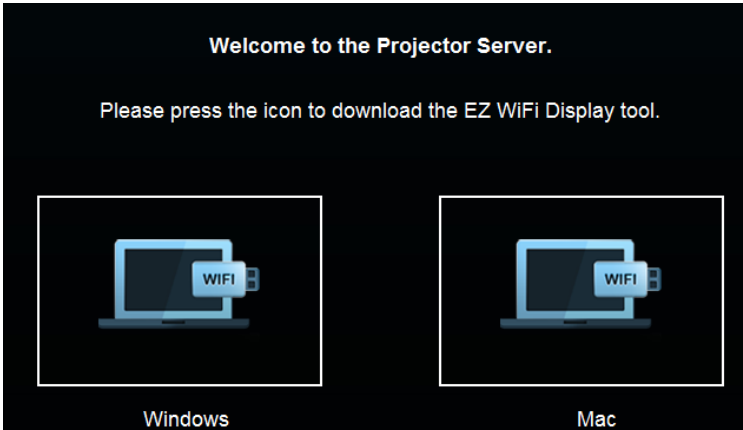 Welcome to the Projector Server.
Please press the icon to download the EZ WiFi Display tool.
WIFI
WIFI
Windows
Mac